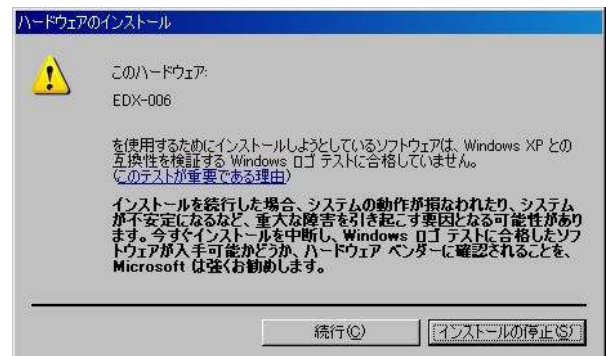 ハードウェアのインストール
このハードウェア:
EDX-006
を使用するためにインストールしようとしているソフトウェアは、Windows XP との
互換性を検証する Windows ロゴ テストに合格していません。
(このテストが重要である理由)
インストールを続行した場合、システムの動作が損なわれたり、システム
が不安定になるなど、重大な障害を引き起こす要因となる可能性があり
ます。今すぐインストールを中断し、Windows ロゴ テストに合格したソフ
トウェアが入手可能かどうか、ハードウェア ベンダーに確認されることを、
Microsoft は強くお勧めします。
続行(C) インストールの停止(S)